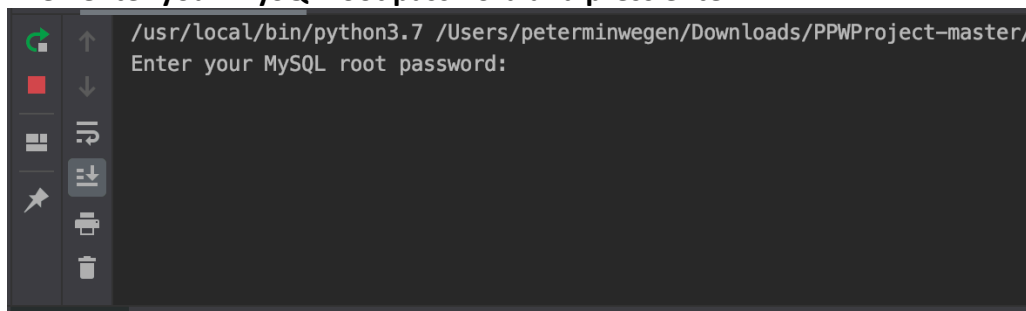 /usr/local/bin/python3.7 /Users/peterminwegen/Downloads/PPWProject-master/
Enter your MySQL root password: